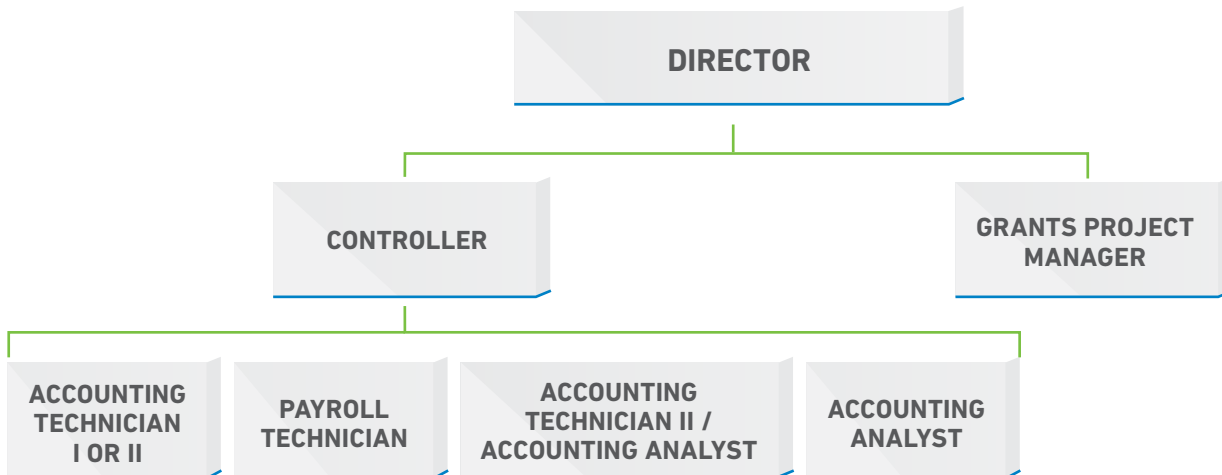 DIRECTOR
CONTROLLER
GRANTS PROJECT
MANAGER
ACCOUNTING
TECHNICIAN
I OR II
PAYROLL
TECHNICIAN
ACCOUNTING
TECHNICIAN II /
ACCOUNTING ANALYST
ACCOUNTING
ANALYST